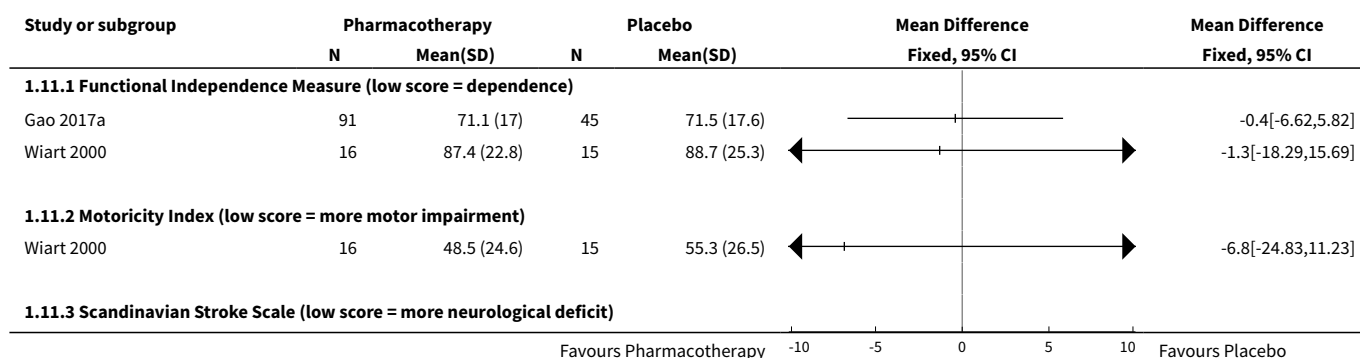 Study or subgroup Pharmacotherapy Placebo Mean Difference Mean Difference
N Mean(SD) N Mean(SD) Fixed, 95% CI Fixed, 95% CI
1.11.1 Functional Independence Measure (low score = dependence)
Gao 2017a 91 71.1 (17) 45 71.5 (17.6) -0.4[-6.62,5.82]
Wiart 2000 16 87.4 (22.8) 15 88.7 (25.3) -1.3[-18.29,15.69]
1.11.2 Motoricity Index (low score = more motor impairment)
Wiart 2000 16 48.5 (24.6) 15 55.3 (26.5) -6.8[-24.83,11.23]
1.11.3 Scandinavian Stroke Scale (low score = more neurological deficit)
Favours Pharmacotherapy -10 -5 0 5 10 Favours Placebo